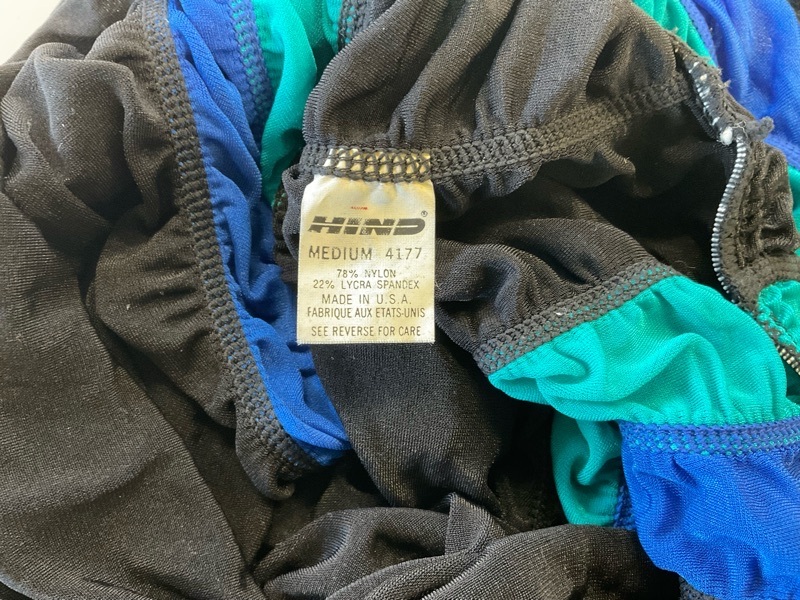 HIND®
MEDIUM 4177
78% NYLON
22% LYCRA SPANDEX
MADE IN U.S.A.
FABRIQUE AUX ETATS-UNIS
SEE REVERSE FOR CARE